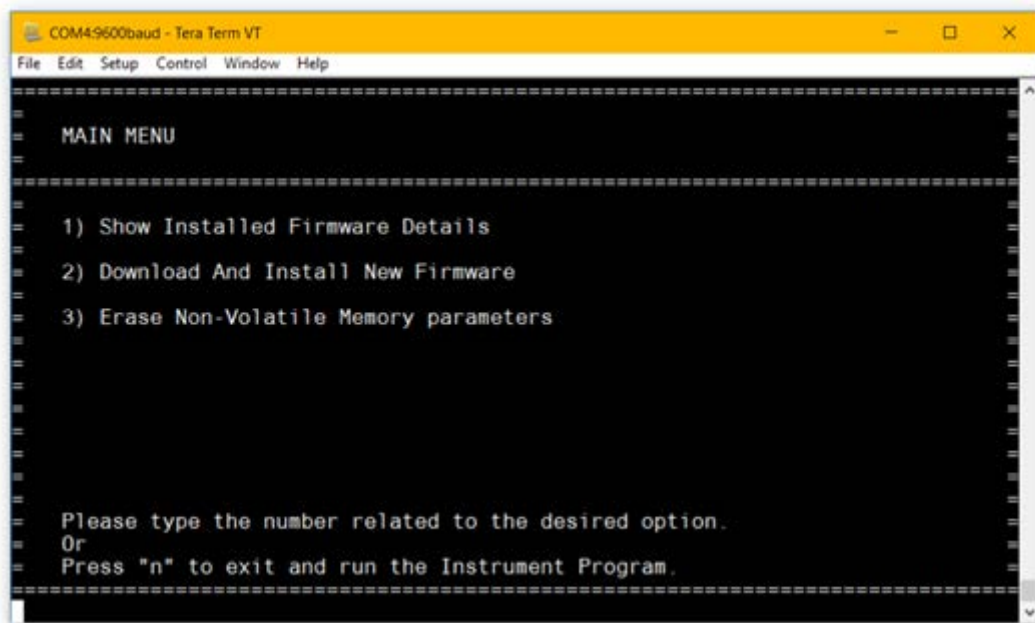 COM4:9600baud - Tera Term VT
File Edit Setup Control Window Help
================================================================================
=
= MAIN MENU =
=
================================================================================
=
= 1) Show Installed Firmware Details =
=
= 2) Download And Install New Firmware =
=
= 3) Erase Non-Volatile Memory parameters =
=
=
=
=
=
=
=
=
= Please type the number related to the desired option. =
= Or =
= Press "n" to exit and run the Instrument Program. =
================================================================================